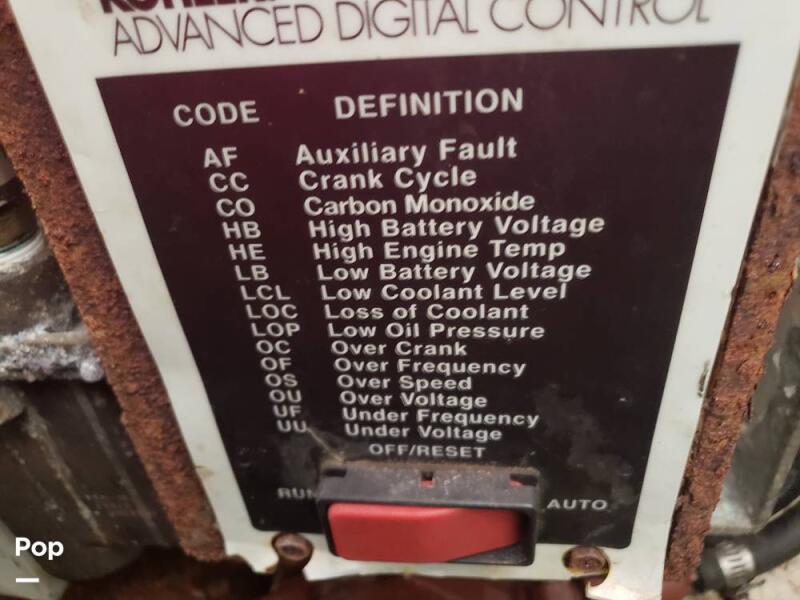 KOHLER
ADVANCED DIGITAL CONTROL
CODE DEFINITION
AF Auxiliary Fault
CC Crank Cycle
CO Carbon Monoxide
HB High Battery Voltage
HE High Engine Temp
LB Low Battery Voltage
LCL Low Coolant Level
LOC Loss of Coolant
LOP Low Oil Pressure
OC Over Crank
OF Over Frequency
OS Over Speed
OU Over Voltage
UF Under Frequency
UU Under Voltage
OFF/RESET
RUN AUTO
Pop